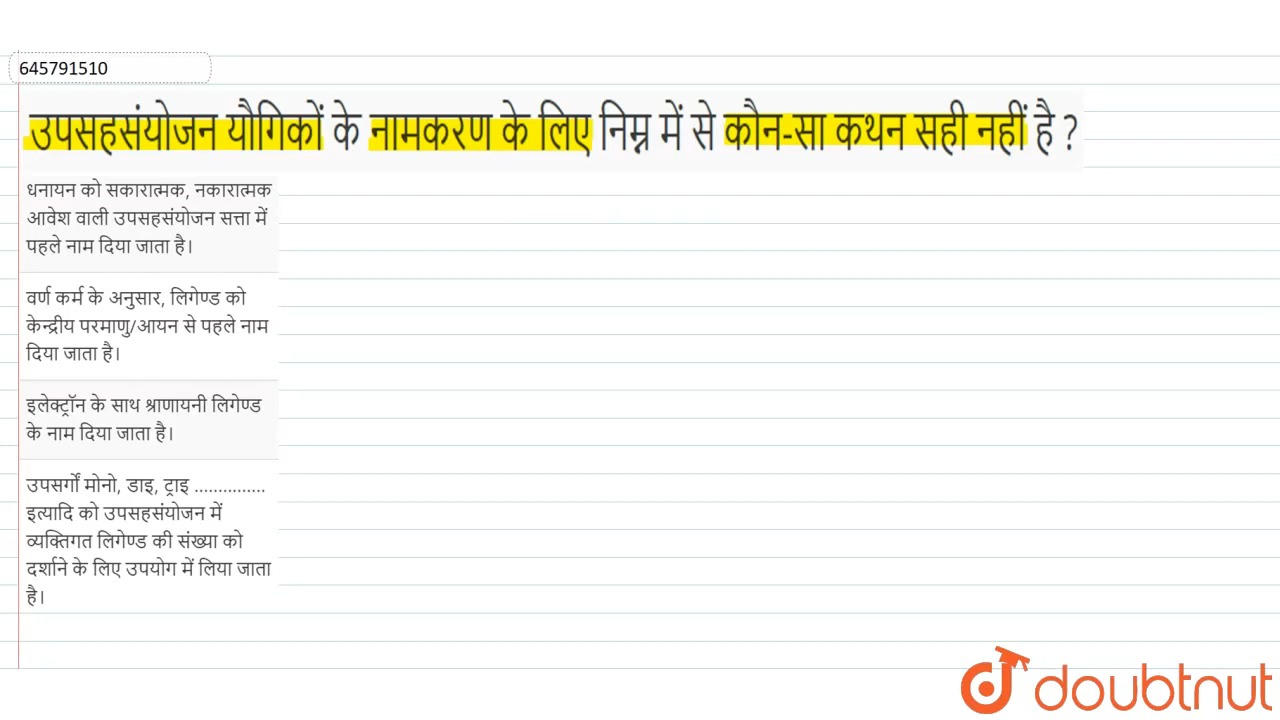 645791510
उपसहसंयोजन यौगिकों के नामकरण के लिए निम्न में से कौन-सा कथन सही नहीं है ?
धनायन को सकारात्मक, नकारात्मक
आवेश वाली उपसहसंयोजन सत्ता में
पहले नाम दिया जाता है।
वर्ण कर्म के अनुसार, लिगेण्ड को
केन्द्रीय परमाणु/आयन से पहले नाम
दिया जाता है।
इलेक्ट्रॉन के साथ श्राणायनी लिगेण्ड
के नाम दिया जाता है।
उपसर्गों मोनो, डाइ, ट्राइ ...............
इत्यादि को उपसहसंयोजन में
व्यक्तिगत लिगेण्ड की संख्या को
दर्शाने के लिए उपयोग में लिया जाता
है।
doubtnut